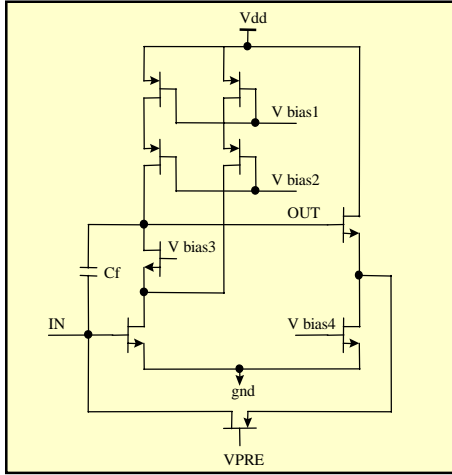 Vdd
V bias1
V bias2
OUT
V bias3
Cf
IN
V bias4
gnd
VPRE